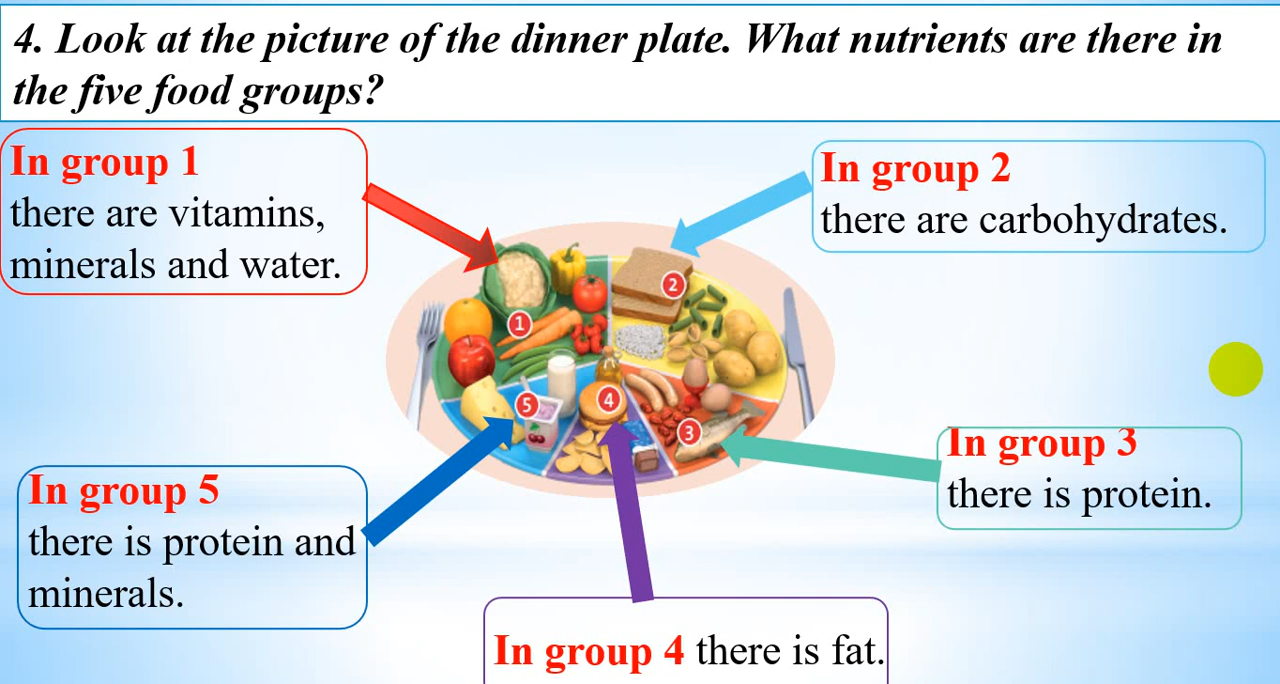 4. Look at the picture of the dinner plate. What nutrients are there in
the five food groups?
In group 1
there are vitamins,
minerals and water.
In group 2
there are carbohydrates.
1
2
5
4
3
In group 3
there is protein.
In group 5
there is protein and
minerals.
In group 4 there is fat.